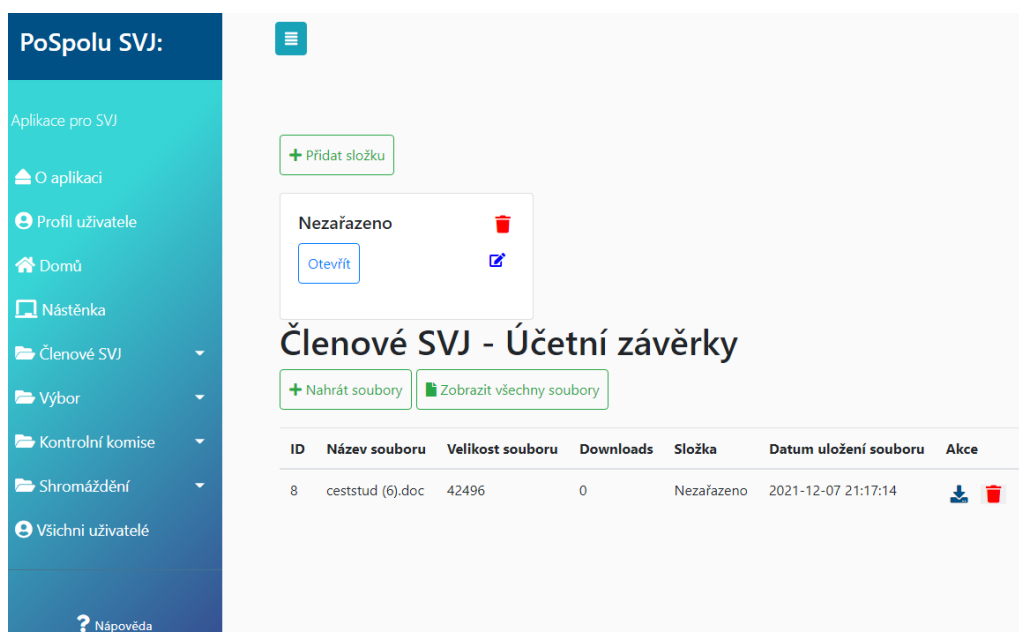 PoSpolu SVJ:
Aplikace pro SVJ
O aplikaci
Profil uživatele
Domů
Nástěnka
Členové SVJ
Výbor
Kontrolní komise
Shromáždění
Všichni uživatelé
Nápověda
Přidat složku
Nezařazeno
Otevřít
Členové SVJ - Účetní závěrky
Nahrát soubory Zobrazit všechny soubory
ID Název souboru Velikost souboru Downloads Složka Datum uložení souboru Akce
8 ceststud (6).doc 42496 0 Nezařazeno 2021-12-07 21:17:14